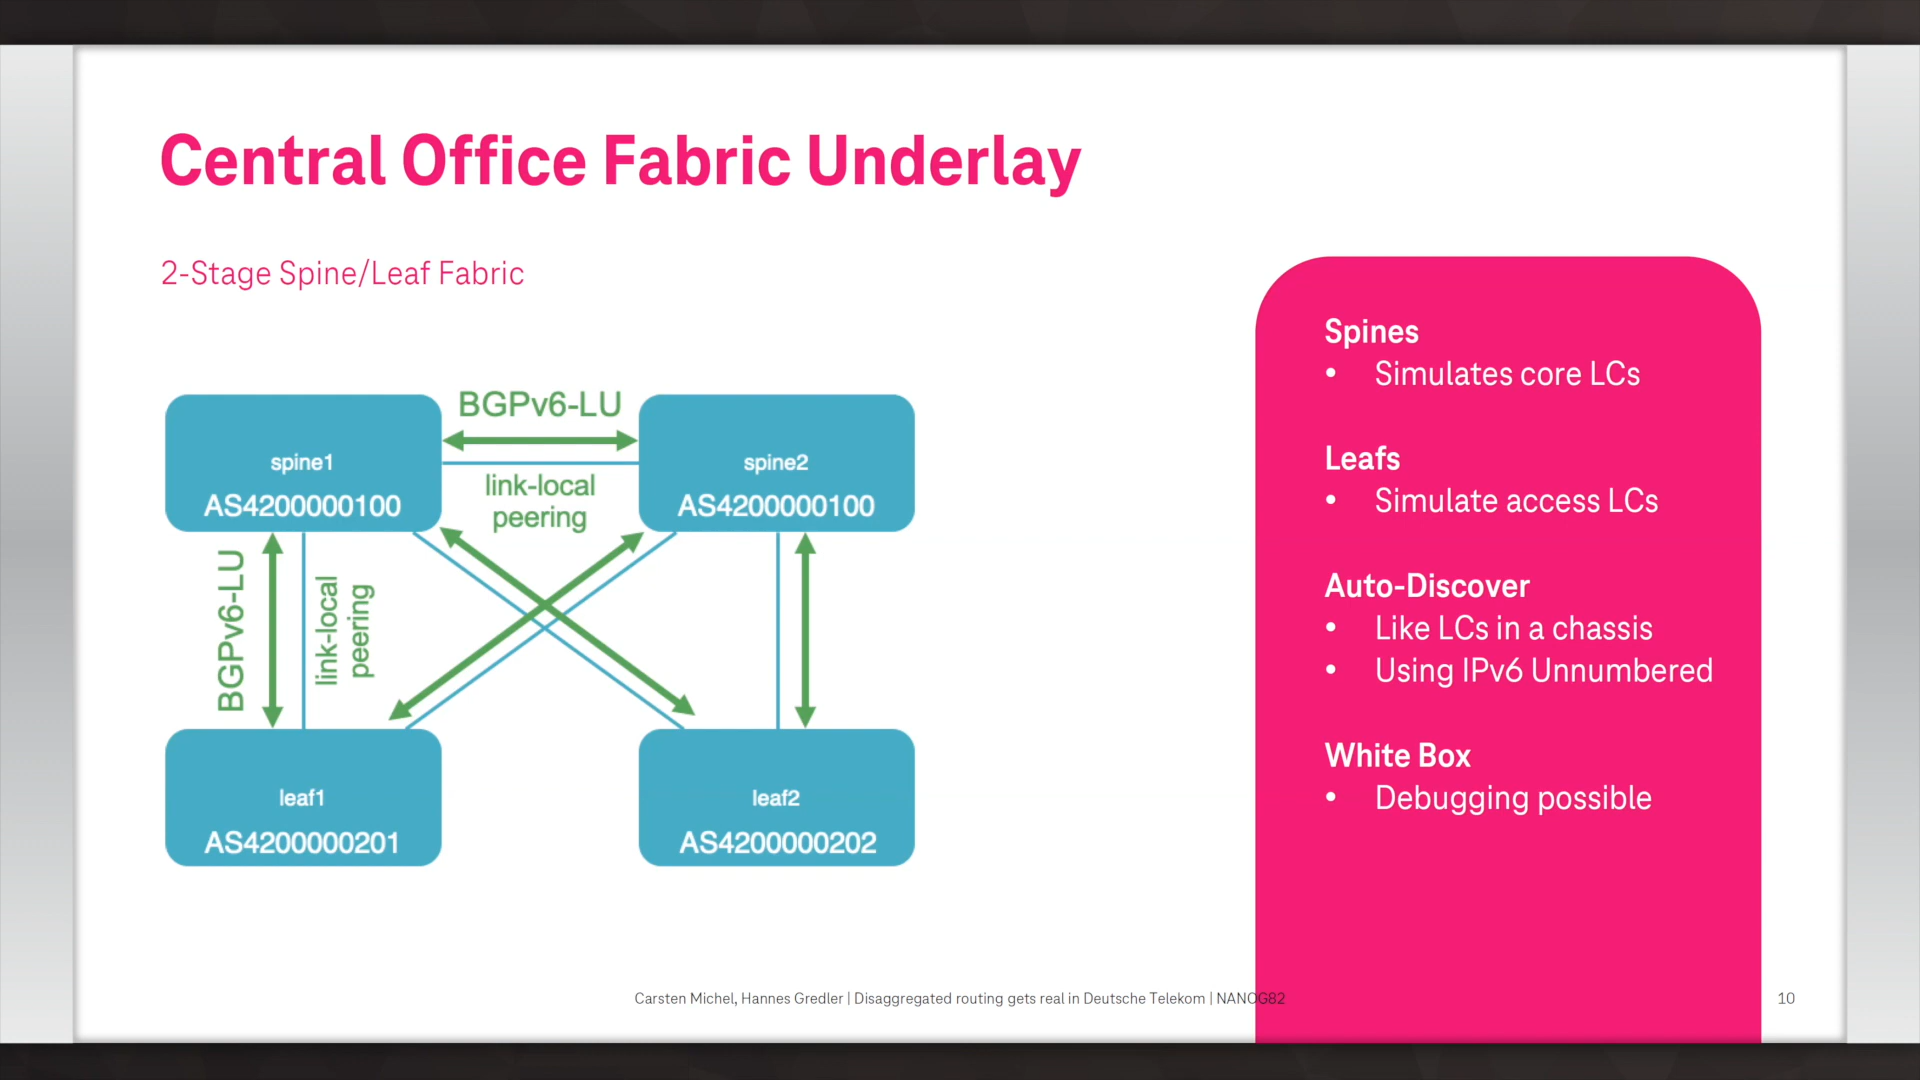 Central Office Fabric Underlay
2-Stage Spine/Leaf Fabric
BGPv6-LU
spine1
AS4200000100
link-local
peering
spine2
AS4200000100
BGPv6-LU
link-local
peering
leaf1
AS4200000201
leaf2
AS4200000202
Spines
• Simulates core LCs
Leafs
• Simulate access LCs
Auto-Discover
• Like LCs in a chassis
• Using IPv6 Unnumbered
White Box
• Debugging possible
Carsten Michel, Hannes Gredler | Disaggregated routing gets real in Deutsche Telekom | NANOG82
10